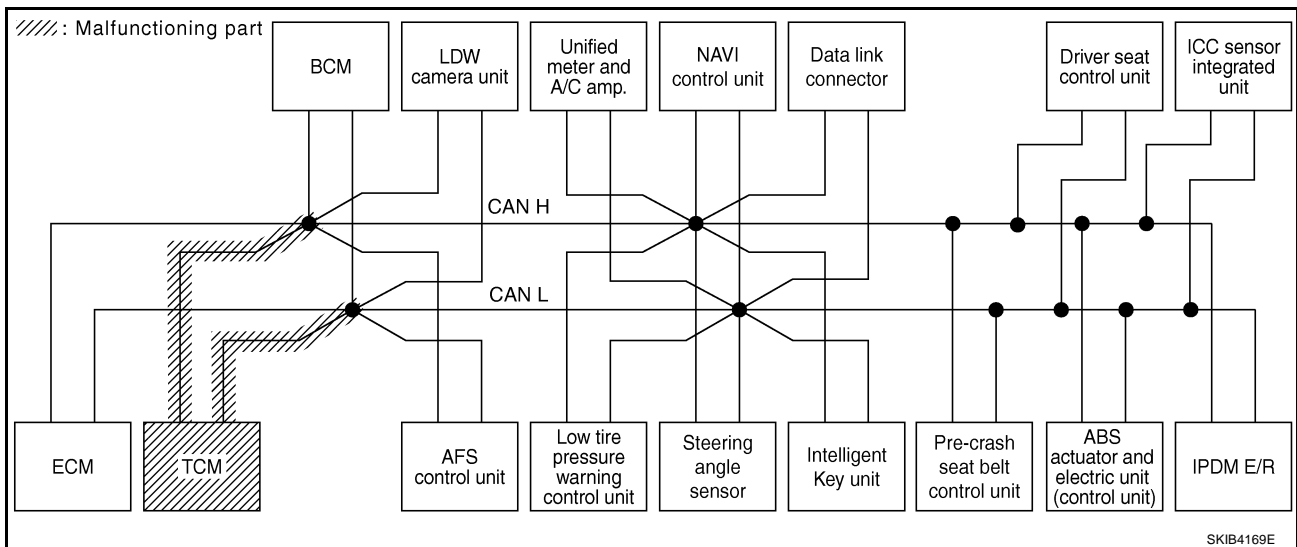 : Malfunctioning part
BCM
LDW
camera unit
Unified
meter and
A/C amp.
NAVI
control unit
Data link
connector
Driver seat
control unit
ICC sensor
integrated
unit
CAN H
CAN L
ECM
TCM
AFS
control unit
Low tire
pressure
warning
control unit
Steering
angle
sensor
Intelligent
Key unit
Pre-crash
seat belt
control unit
ABS
actuator and
electric unit
(control unit)
IPDM E/R
SKIB4169E